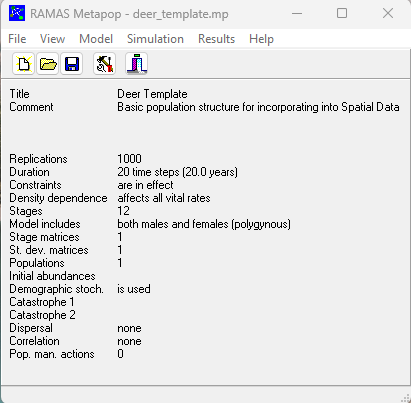 RAMAS Metapop - deer_template.mp
File View Model Simulation Results Help
Title Deer Template
Comment Basic population structure for incorporating into Spatial Data
Replications 1000
Duration 20 time steps (20.0 years)
Constraints are in effect
Density dependence affects all vital rates
Stages 12
Model includes both males and females (polygynous)
Stage matrices 1
St. dev. matrices 1
Populations 1
Initial abundances
Demographic stoch. is used
Catastrophe 1
Catastrophe 2
Dispersal none
Correlation none
Pop. man. actions 0